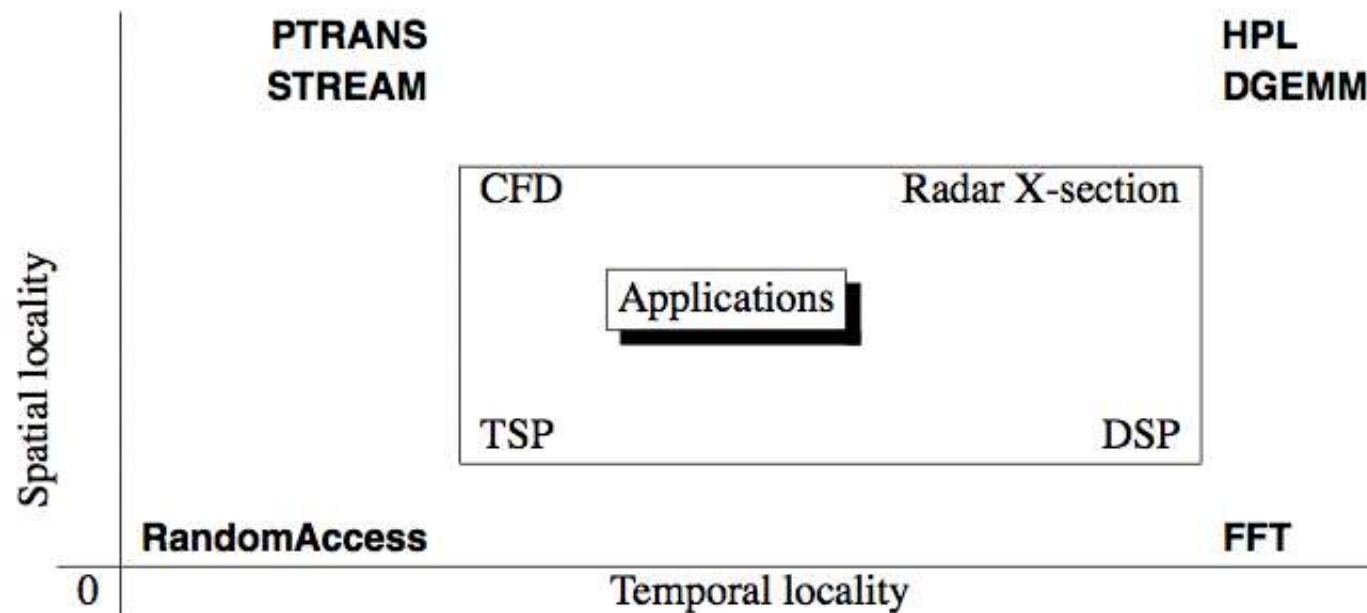 PTRANS
STREAM
HPL
DGEMM
CFD
Radar X-section
Applications
TSP
DSP
Spatial locality
RandomAccess
FFT
0
Temporal locality